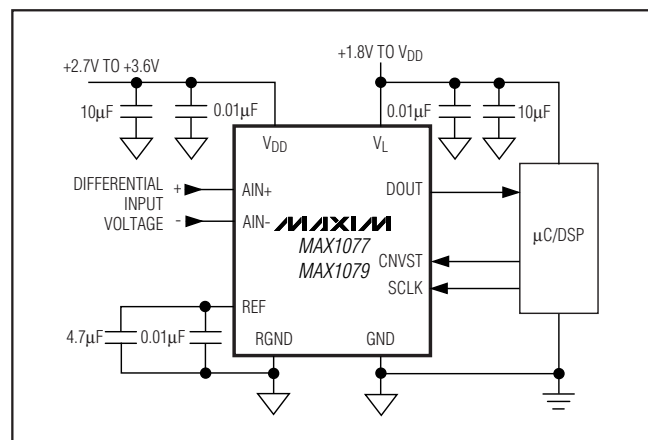 +2.7V TO +3.6V
+1.8V TO VDD
10μF
0.01μF
0.01μF
10μF
VDD
VL
DIFFERENTIAL
INPUT
VOLTAGE
+
-
AIN+
AIN-
DOUT
MAXIM
MAX1077
MAX1079
μC/DSP
CNVST
SCLK
REF
4.7μF
0.01μF
RGND
GND